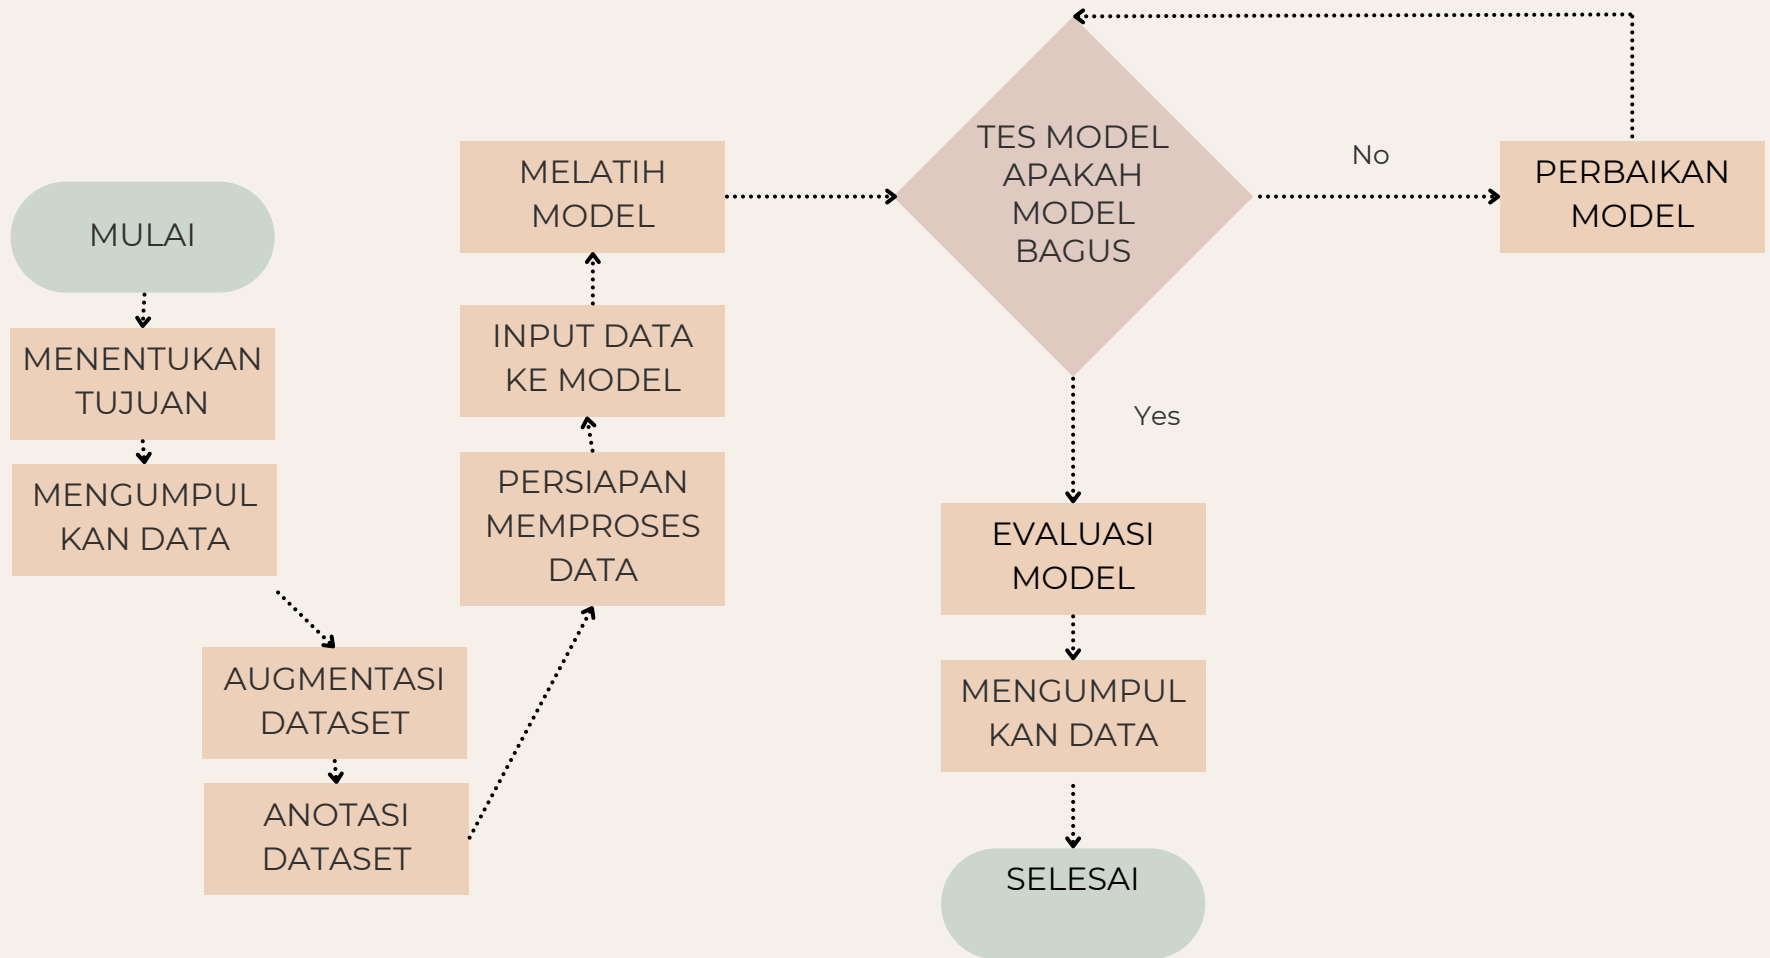 MULAI
MENENTUKAN
TUJUAN
MENGUMPUL
KAN DATA
AUGMENTASI
DATASET
ANOTASI
DATASET
PERSIAPAN
MEMPROSES
DATA
INPUT DATA
KE MODEL
MELATIH
MODEL
TES MODEL
APAKAH
MODEL
BAGUS
No
PERBAIKAN
MODEL
Yes
EVALUASI
MODEL
MENGUMPUL
KAN DATA
SELESAI